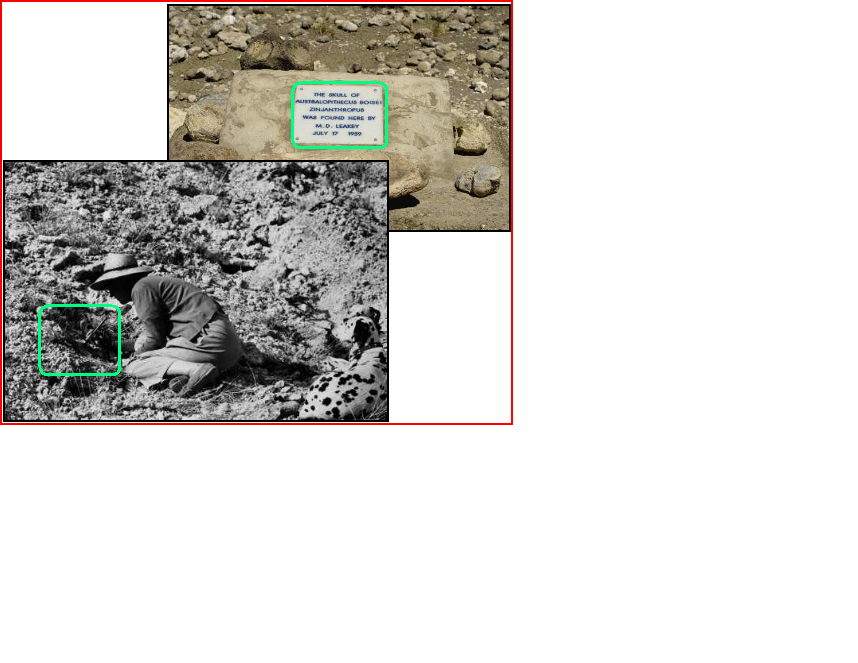 THE SKULL OF
AUSTRALOPITHECUS BOISEI
ZINJANTHROPUS
WAS FOUND HERE BY
M.D. LEAKEY
JULY 17 1959